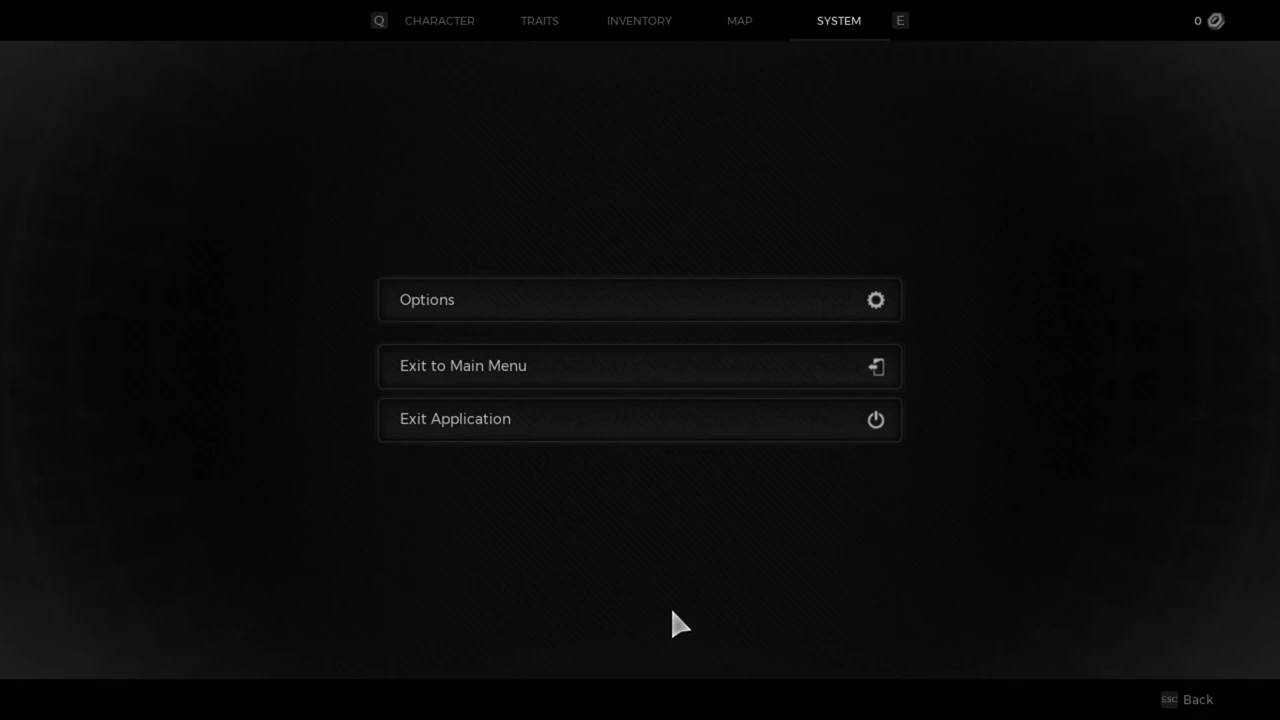 Q CHARACTER TRAITS INVENTORY MAP SYSTEM E 0
Options
Exit to Main Menu
Exit Application
ESC Back